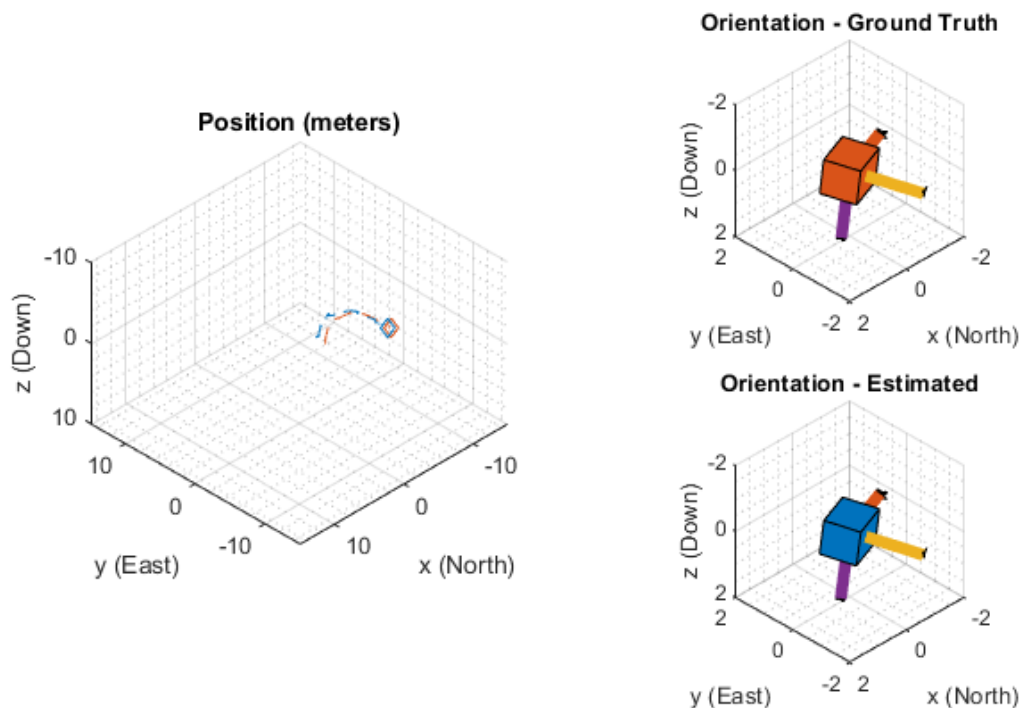 Position (meters)
z (Down)
-10
0
10
10
0
-10
y (East)
10
0
-10
x (North)
Orientation - Ground Truth
z (Down)
-2
0
2
2
0
-2
y (East)
2
0
-2
x (North)
Orientation - Estimated
z (Down)
-2
0
2
2
0
-2
y (East)
2
0
-2
x (North)